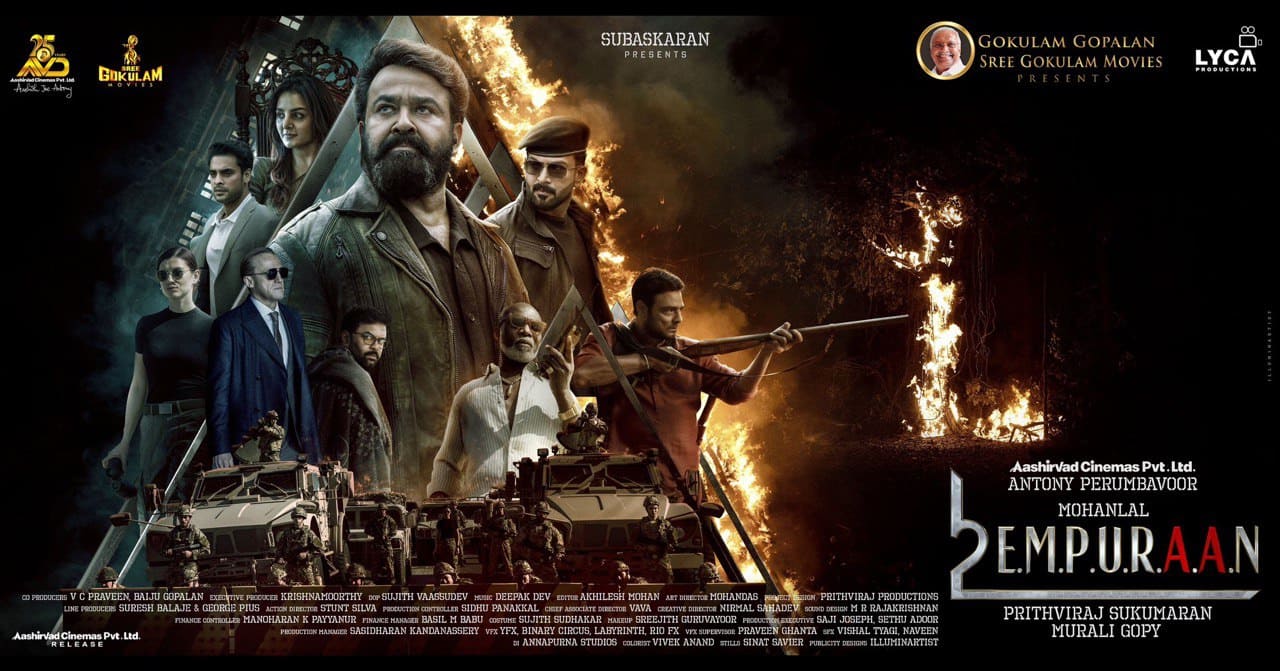 25 YEARS
Aashirvad Cinemas Pvt. Ltd.
SREE
GOKULAM
MOVIES
SUBASKARAN
PRESENTS
GOKULAM GOPALAN
SREE GOKULAM MOVIES
PRESENTS
LYCA
PRODUCTIONS
ILLUMINARTIST
Aashirvad Cinemas Pvt. Ltd.
ANTONY PERUMBAVOOR
MOHANLAL
L2 E.M.P.U.R.A.A.N
PRITHVIRAJ SUKUMARAN
MURALI GOPY
CO PRODUCERS V C PRAVEEN, BAIJU GOPALAN EXECUTIVE PRODUCER KRISHNAMOORTHY DOP SUJITH VAASSUDEV MUSIC DEEPAK DEV EDITOR AKHILESH MOHAN ART DIRECTOR MOHANDAS PROJECT DESIGN PRITHVIRAJ PRODUCTIONS
LINE PRODUCERS SURESH BALAJE & GEORGE PIUS ACTION DIRECTOR STUNT SILVA PRODUCTION CONTROLLER SIDHU PANAKKAL CHIEF ASSOCIATE DIRECTOR VAVA CREATIVE DIRECTOR NIRMAL SAHADEV SOUND DESIGN M R RAJAKRISHNAN
FINANCE CONTROLLER MANOHARAN K PAYYANUR FINANCE MANAGER BASIL M BABU COSTUME SUJITH SUDHAKAR MAKEUP SREEJITH GURUVAYOOR PRODUCTION EXECUTIVE SAJI JOSEPH, SETHU ADOOR
PRODUCTION MANAGER SASIDHARAN KANDANASSERY VFX YFX, BINARY CIRCUS, LABYRINTH, RIO FX VFX SUPERVISOR PRAVEEN GHANTA SFX VISHAL TYAGI, NAVEEN
DI ANNAPURNA STUDIOS COLORIST VIVEK ANAND STILLS SINAT SAVIER PUBLICITY DESIGNS ILLUMINARTIST
Aashirvad Cinemas Pvt. Ltd.
RELEASE